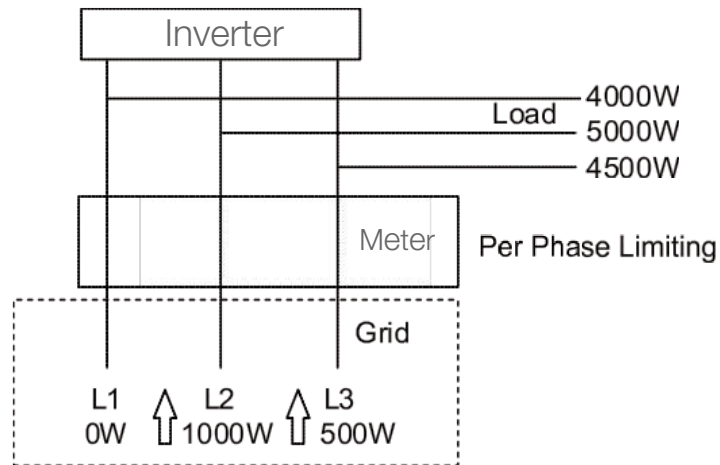 Inverter
4000W
Load
5000W
4500W
Meter
Per Phase Limiting
Grid
L1 L2 L3
0W 1000W 500W